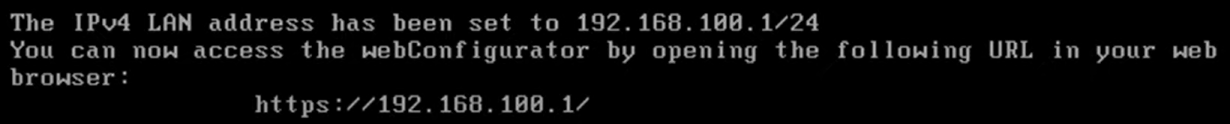 The IPv4 LAN address has been set to 192.168.100.1/24
You can now access the webConfigurator by opening the following URL in your web
browser:
https://192.168.100.1/